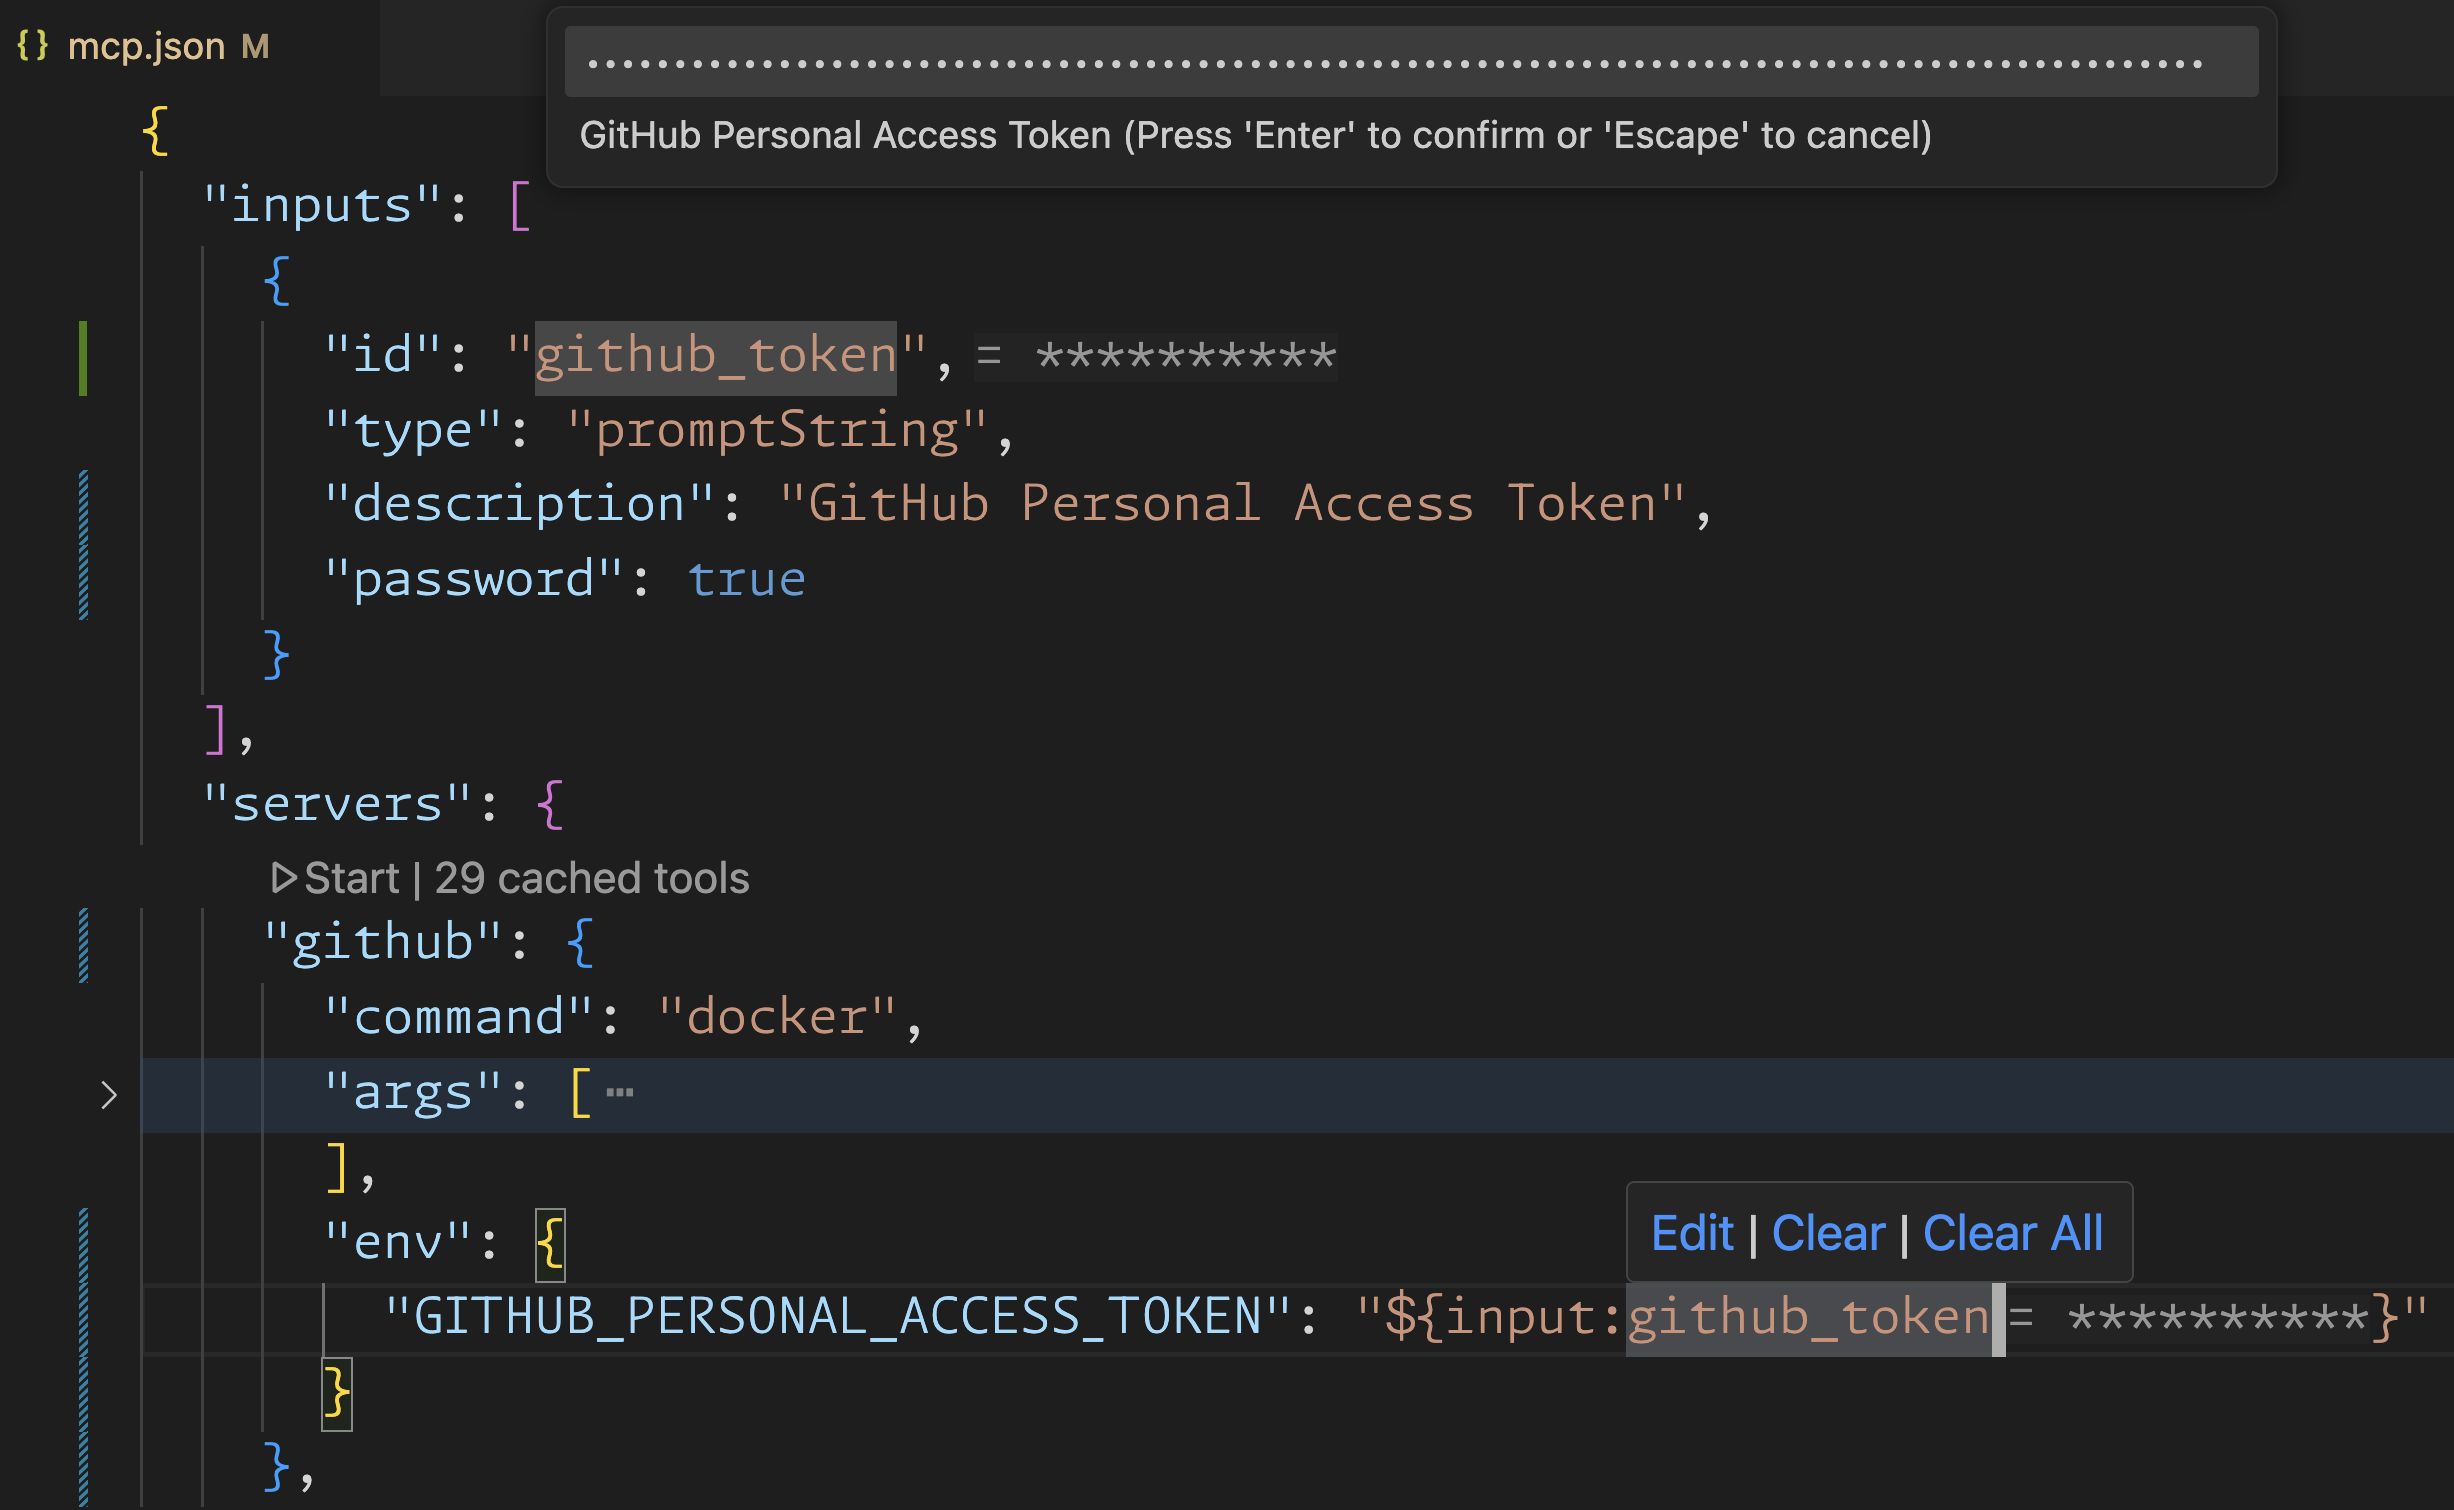 {} mcp.json M
••••••••••••••••••••••••••••••••••••••••••••••••••••••••••••••••••••••••••••••••••••••••••••
GitHub Personal Access Token (Press 'Enter' to confirm or 'Escape' to cancel)
{
"inputs": [
{
"id": "github_token", = **********
"type": "promptString",
"description": "GitHub Personal Access Token",
"password": true
}
],
"servers": {
Start | 29 cached tools
"github": {
"command": "docker",
"args": [ ⋯
],
"env": {
Edit | Clear | Clear All
"GITHUB_PERSONAL_ACCESS_TOKEN": "${input:github_token= **********}"
}
},